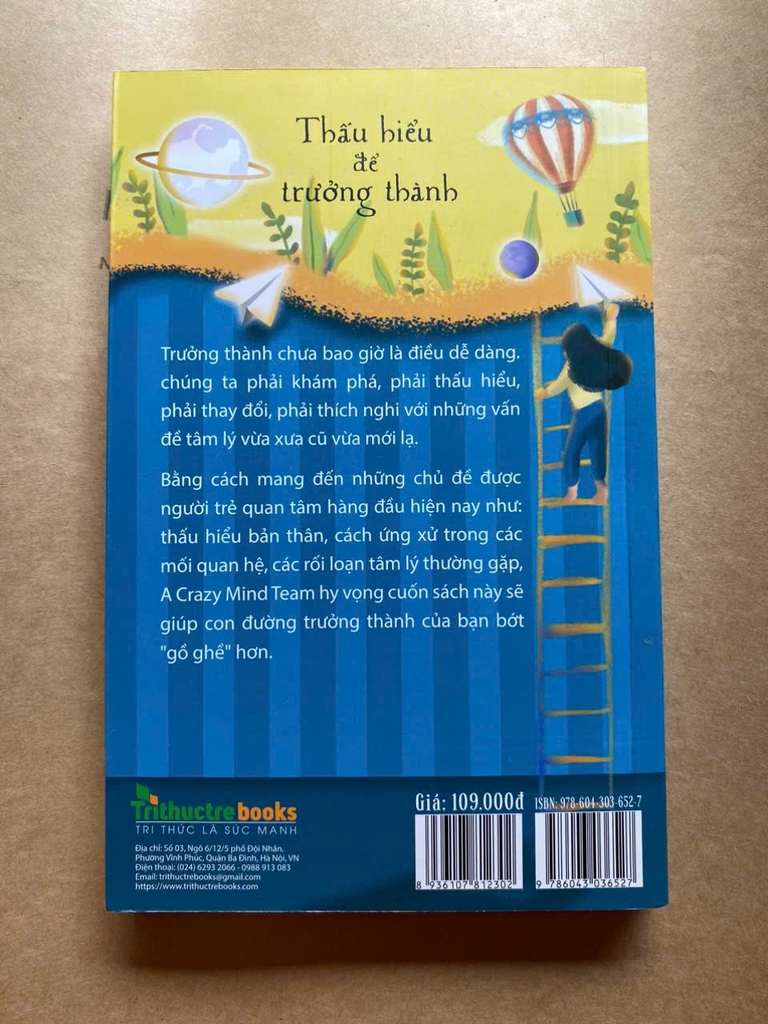 Thấu hiểu
để
trưởng thành
Trưởng thành chưa bao giờ là điều dễ dàng.
chúng ta phải khám phá, phải thấu hiểu,
phải thay đổi, phải thích nghi với những vấn
đề tâm lý vừa xưa cũ vừa mới lạ.
Bằng cách mang đến những chủ đề được
người trẻ quan tâm hàng đầu hiện nay như:
thấu hiểu bản thân, cách ứng xử trong các
mối quan hệ, các rối loạn tâm lý thường gặp,
A Crazy Mind Team hy vọng cuốn sách này sẽ
giúp con đường trưởng thành của bạn bớt
"gồ ghề" hơn.
Trithuctrebooks
TRI THỨC LÀ SỨC MẠNH
Địa chỉ: Số 03, Ngõ 6/12/5 phố Đội Nhân,
Phường Vĩnh Phúc, Quận Ba Đình, Hà Nội, VN
Điện thoại: (024) 6293 2066 - 0988 913 083
Email: trithuctrebooks@gmail.com
https://www.trithuctrebooks.com
Giá: 109.000đ
8 936107 812302
ISBN: 978-604-303-652-7
9 786043 036527